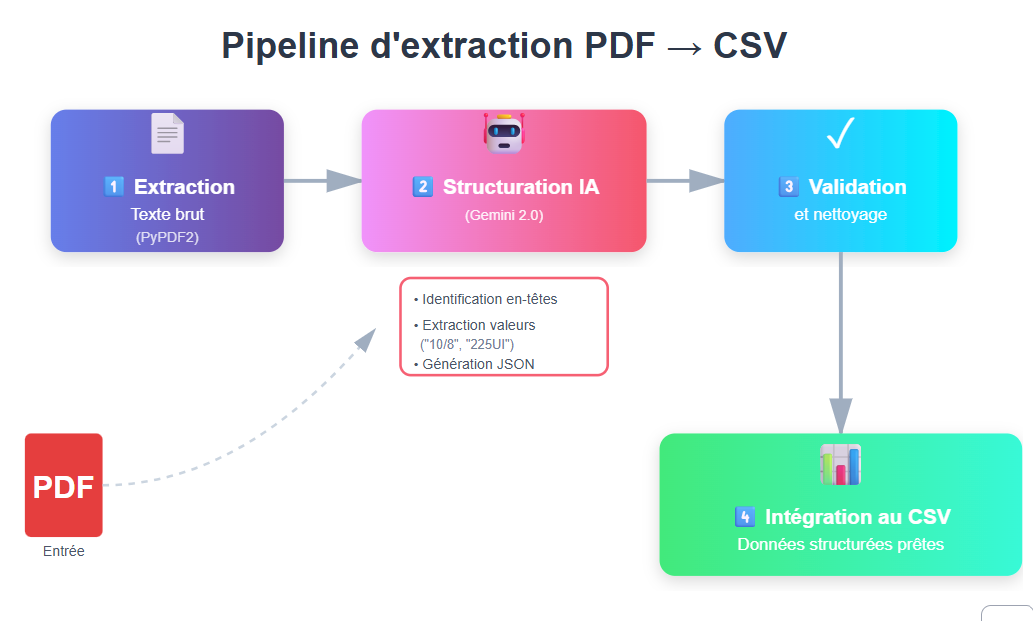 Pipeline d'extraction PDF → CSV
1 Extraction
Texte brut
(PyPDF2)
2 Structuration IA
(Gemini 2.0)
3 Validation
et nettoyage
• Identification en-têtes
• Extraction valeurs
("10/8", "225UI")
• Génération JSON
PDF
Entrée
4 Intégration au CSV
Données structurées prêtes